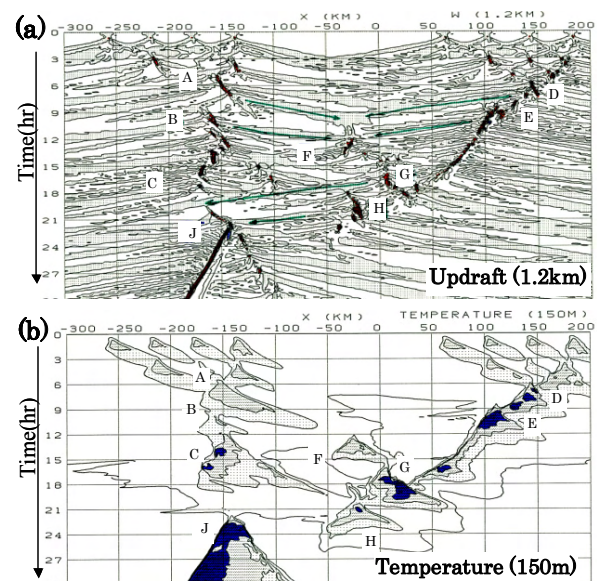 (a)
X (KM) W (1.2KM)
-300 -250 -200 -150 -100 -50 0 50 100 150 200
0
3
6
9
12
15
18
21
24
27
Time(hr)
A
B
C
D
E
F
G
H
J
Updraft (1.2km)
(b)
X (KM) TEMPERATURE (150M)
-300 -250 -200 -150 -100 -50 0 50 100 150 200
0
3
6
9
12
15
18
21
24
27
Time(hr)
A
B
C
D
E
F
G
H
J
Temperature (150m)